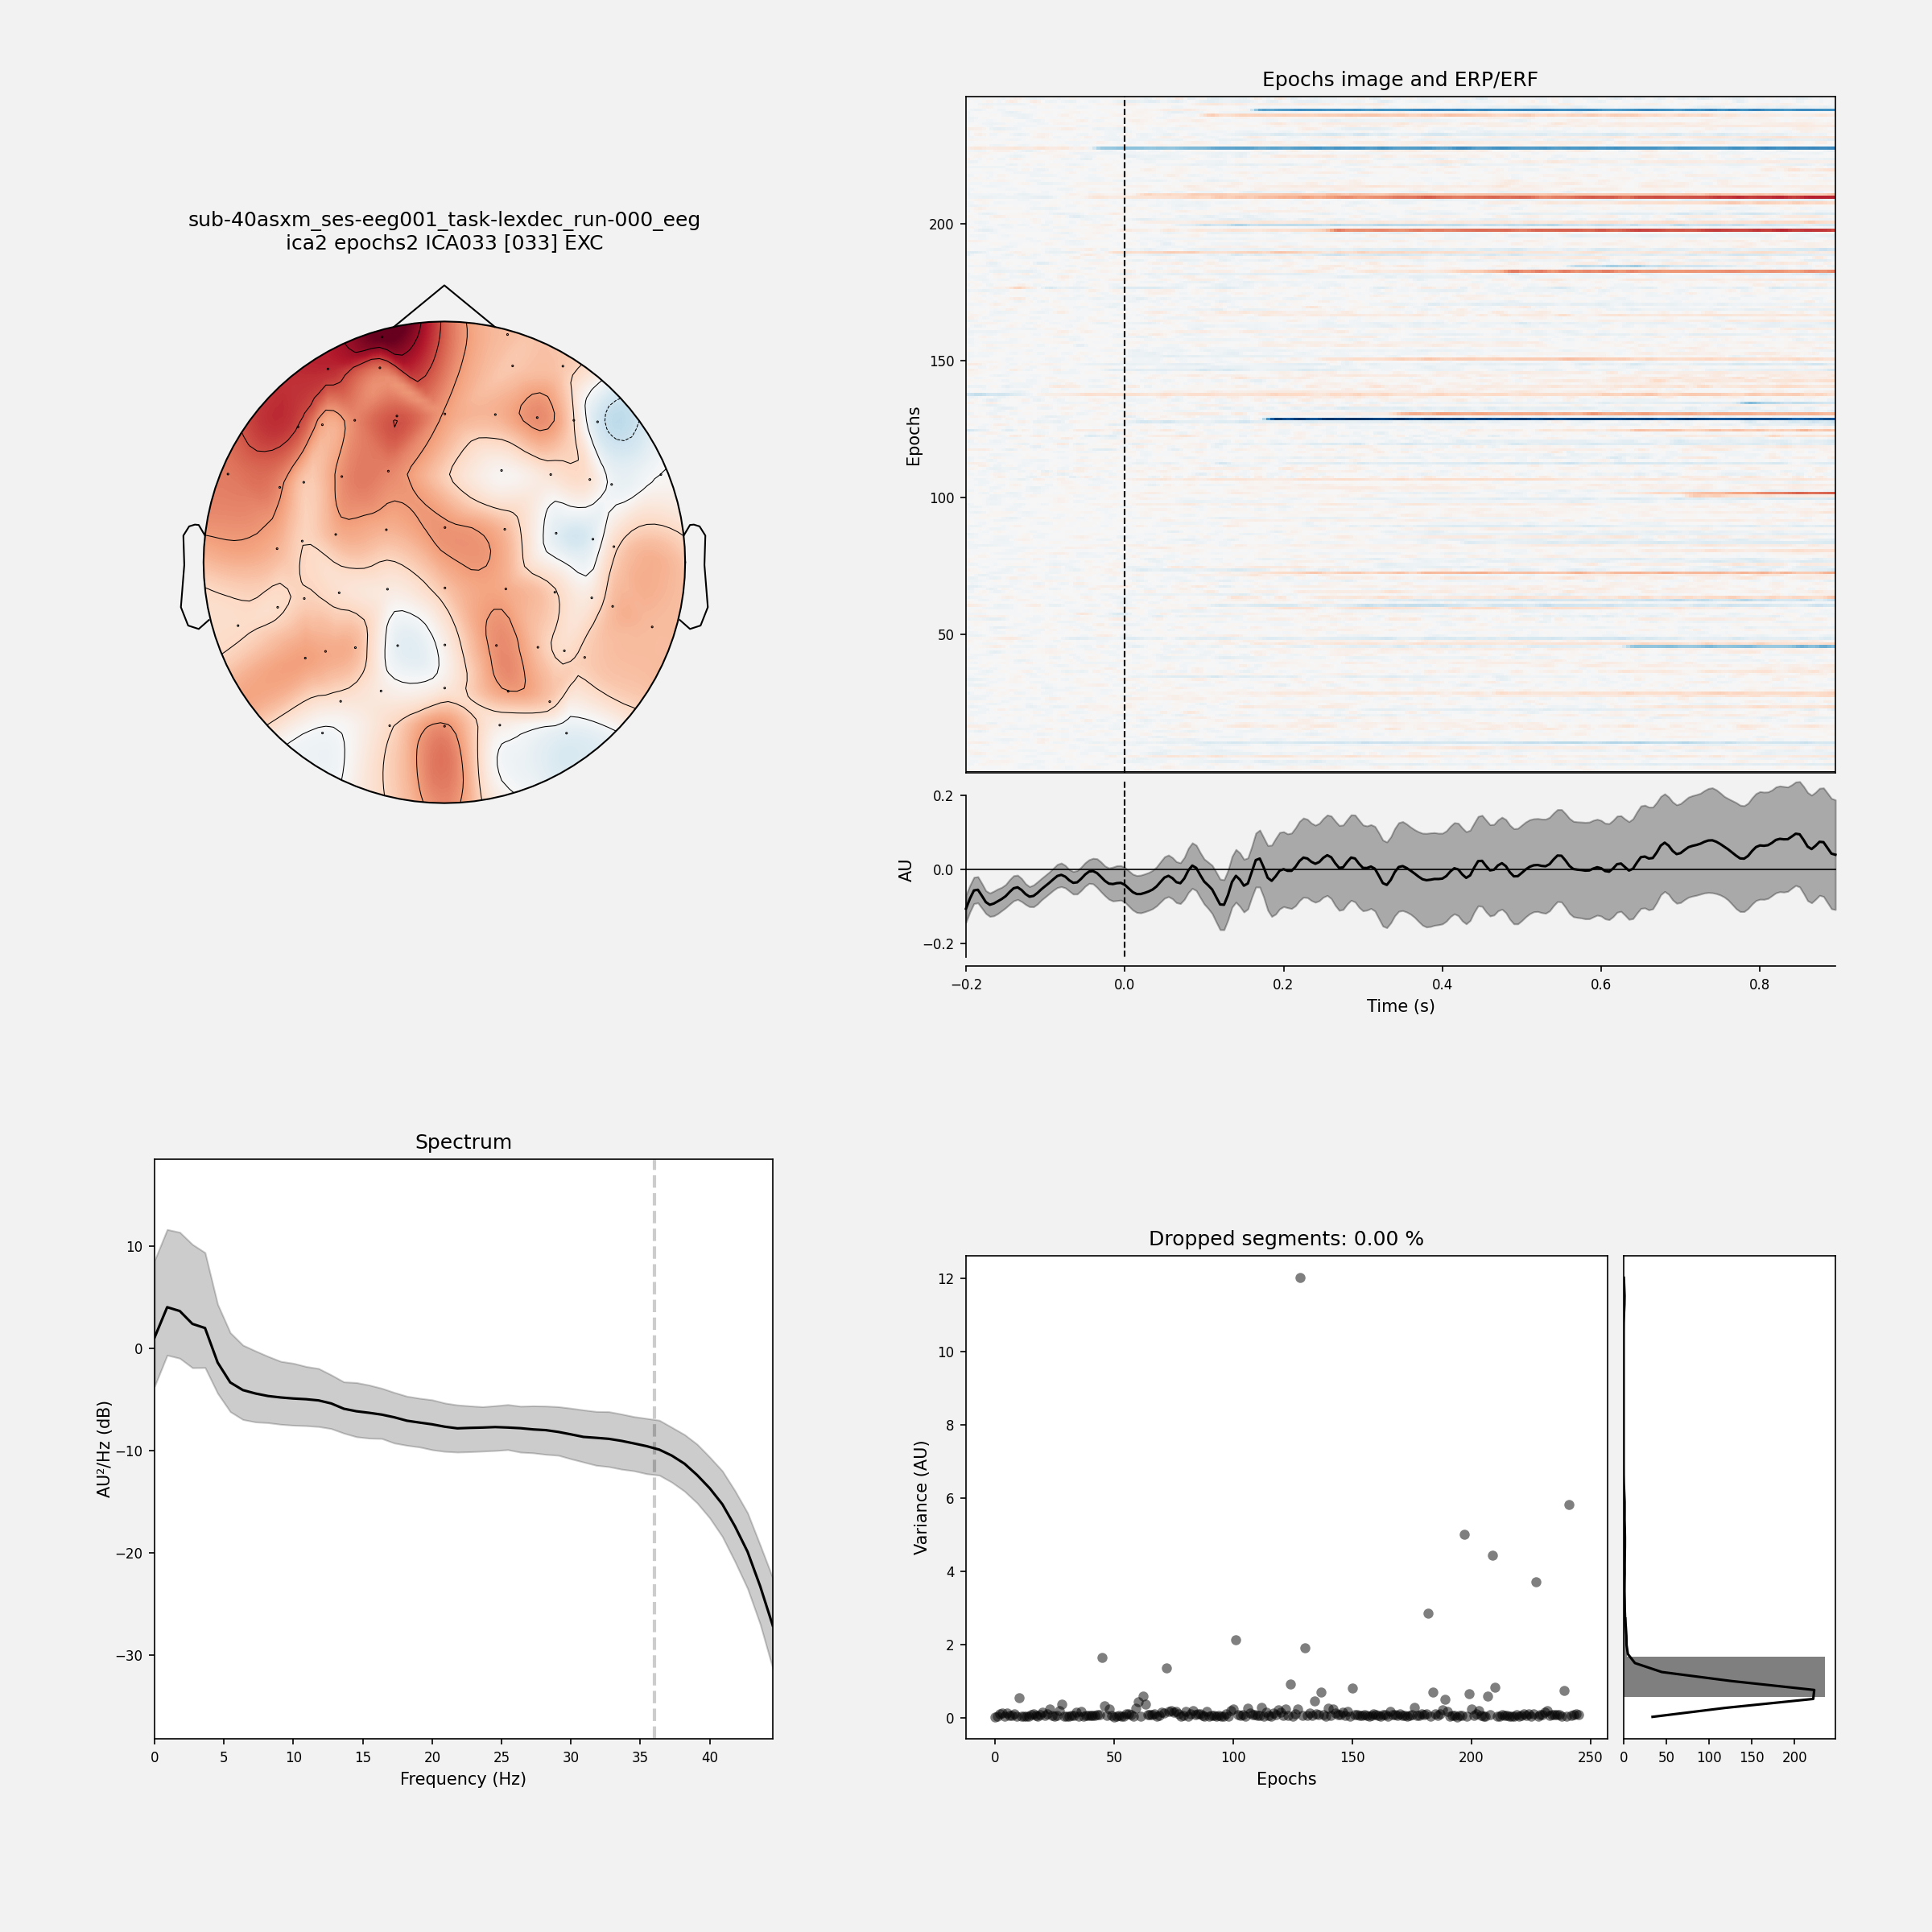 sub-40asxm_ses-eeg001_task-lexdec_run-000_eeg
ica2 epochs2 ICA033 [033] EXC
Epochs image and ERP/ERF
Epochs
200
150
100
50
AU
0.2
0.0
−0.2
−0.2 0.0 0.2 0.4 0.6 0.8
Time (s)
Spectrum
AU²/Hz (dB)
10
0
−10
−20
−30
0 5 10 15 20 25 30 35 40
Frequency (Hz)
Dropped segments: 0.00 %
Variance (AU)
12
10
8
6
4
2
0
0 50 100 150 200 250
Epochs
0 50 100 150 200